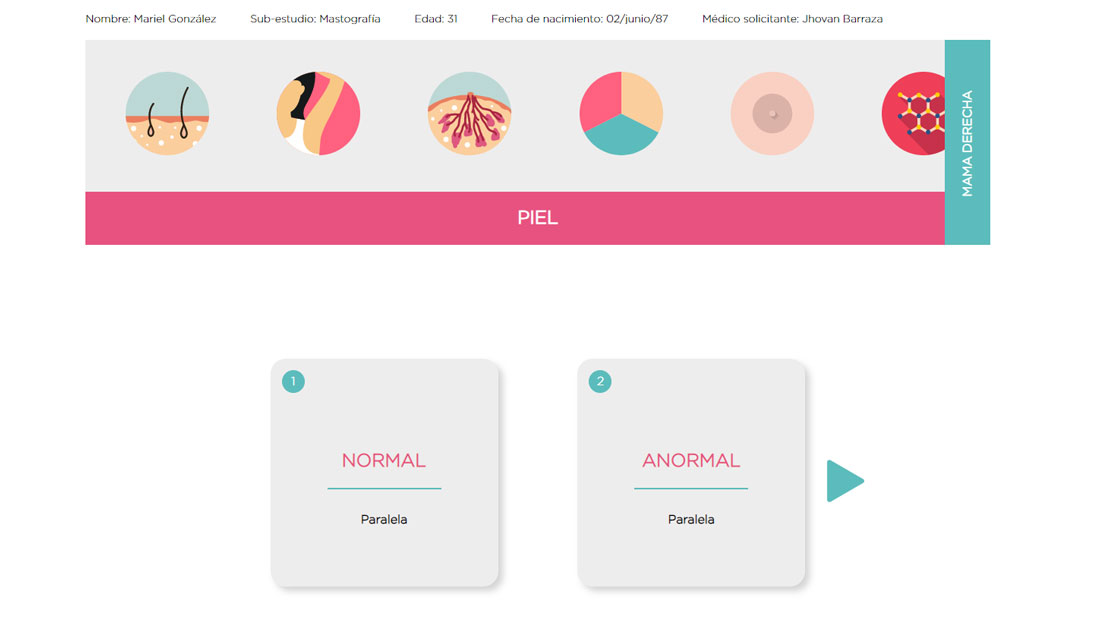 Nombre: Mariel González Sub-estudio: Mastografía Edad: 31 Fecha de nacimiento: 02/junio/87 Médico solicitante: Jhovan Barraza
MAMA DERECHA
PIEL
1
NORMAL
Paralela
2
ANORMAL
Paralela